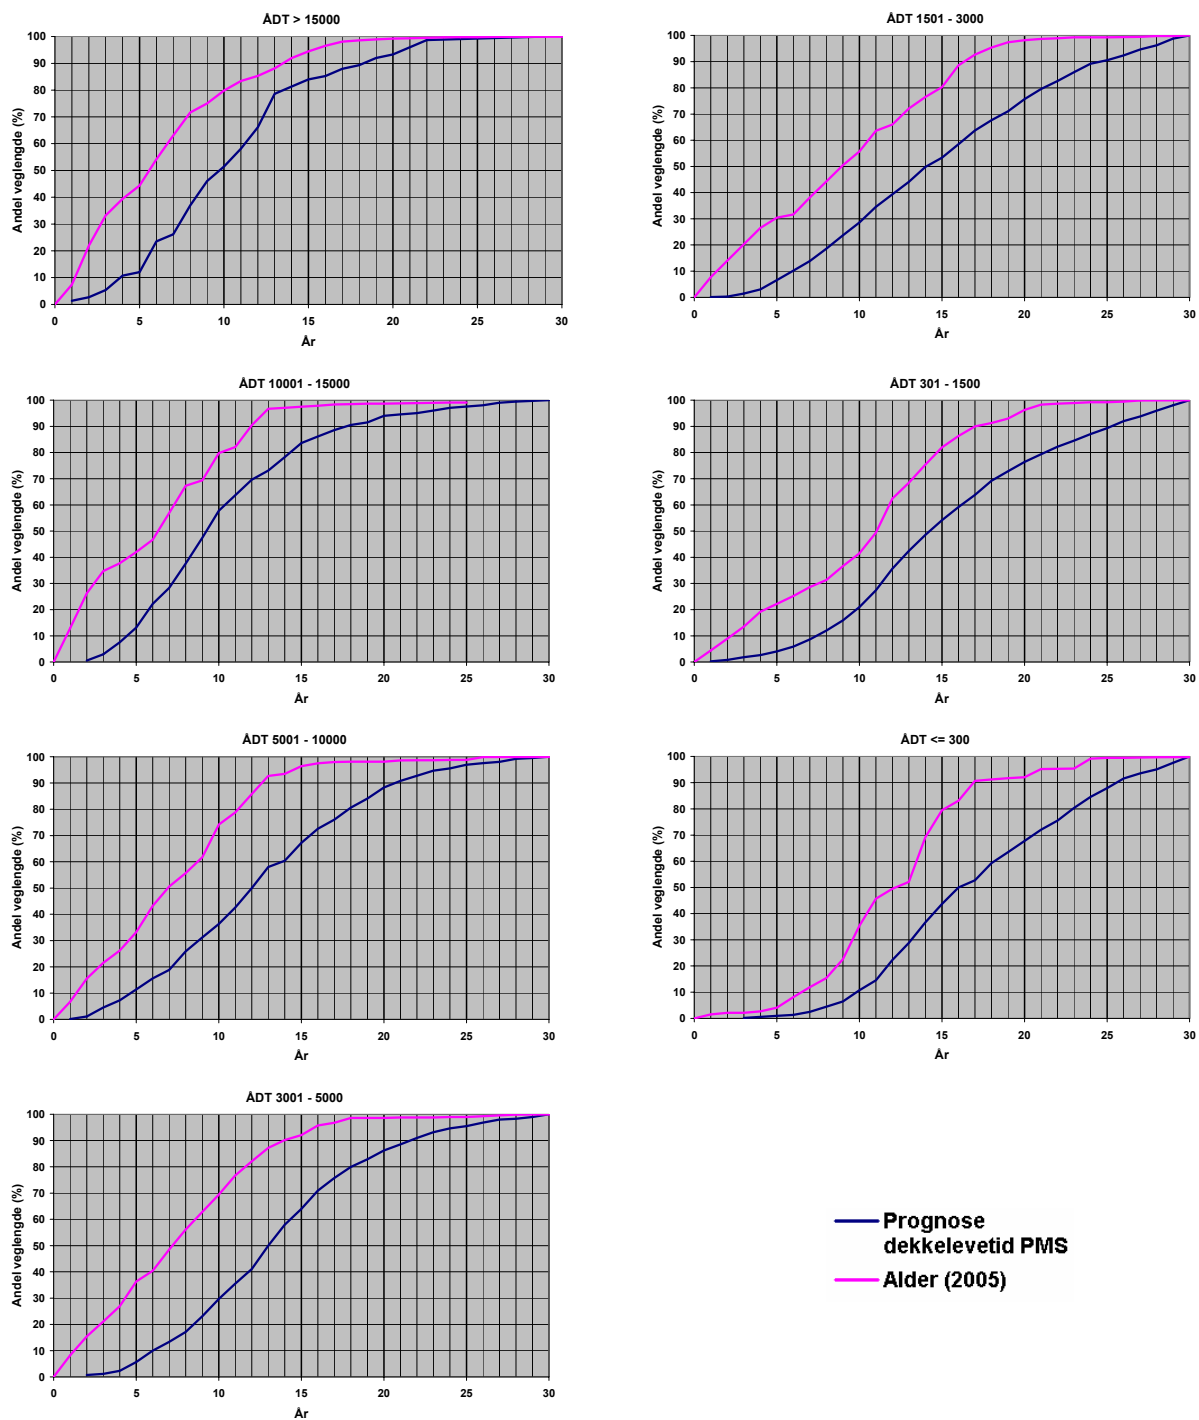 ÅDT > 15000
Andel veglengde (%)
100
90
80
70
60
50
40
30
20
10
0
0 5 10 15 20 25 30
År
ÅDT 1501 - 3000
Andel veglengde (%)
100
90
80
70
60
50
40
30
20
10
0
0 5 10 15 20 25 30
År
ÅDT 10001 - 15000
Andel veglengde (%)
100
90
80
70
60
50
40
30
20
10
0
0 5 10 15 20 25 30
År
ÅDT 301 - 1500
Andel veglengde (%)
100
90
80
70
60
50
40
30
20
10
0
0 5 10 15 20 25 30
År
ÅDT 5001 - 10000
Andel veglengde (%)
100
90
80
70
60
50
40
30
20
10
0
0 5 10 15 20 25 30
År
ÅDT <= 300
Andel veglengde (%)
100
90
80
70
60
50
40
30
20
10
0
0 5 10 15 20 25 30
År
ÅDT 3001 - 5000
Andel veglengde (%)
100
90
80
70
60
50
40
30
20
10
0
0 5 10 15 20 25 30
År
Prognose
dekkelevetid PMS
Alder (2005)